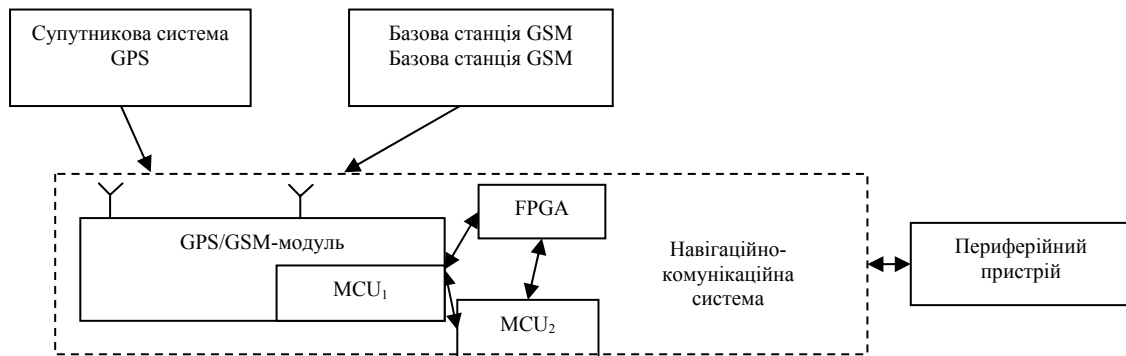 Супутникова система
GPS
Базова станція GSM
Базова станція GSM
FPGA
GPS/GSM-модуль
MCU₁
MCU₂
Навігаційно-
комунікаційна
система
Периферійний
пристрій